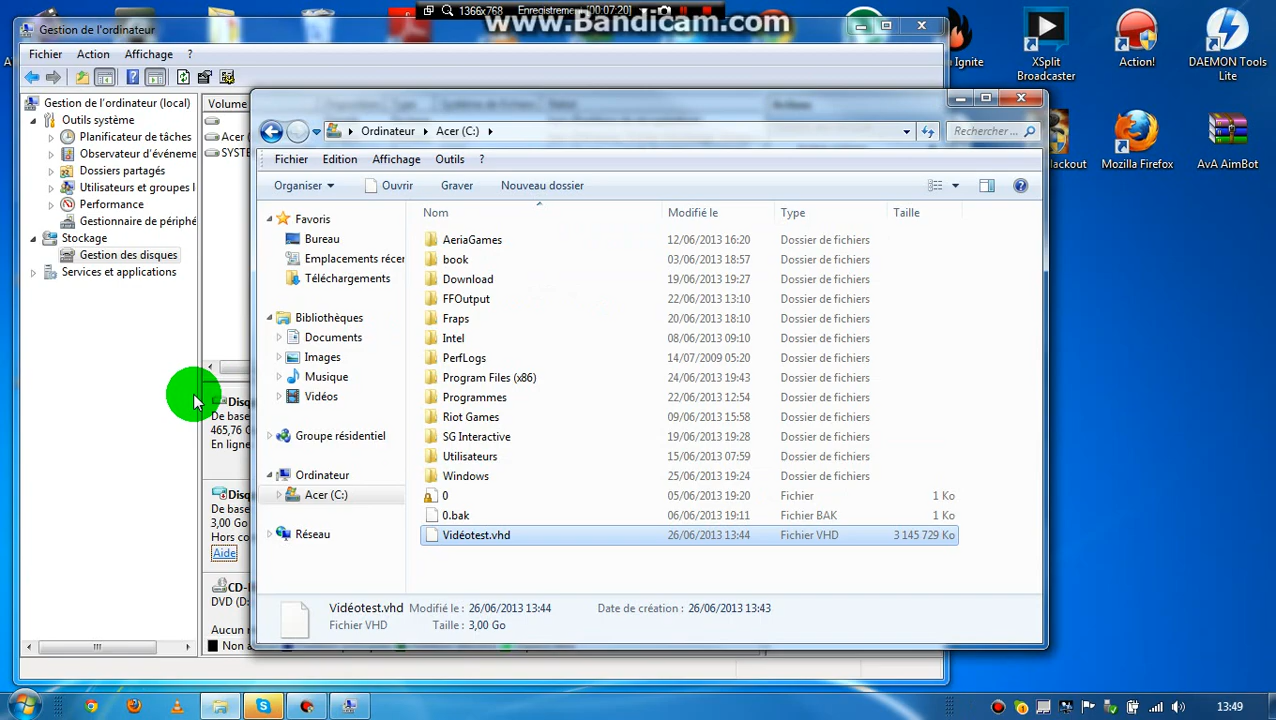 1366x768 Enregistrement [00:07:20]
www.Bandicam.com
Gestion de l'ordinateur
Fichier Action Affichage ?
Gestion de l'ordinateur (local)
Outils système
Planificateur de tâches
Observateur d'événeme
Dossiers partagés
Utilisateurs et groupes l
Performance
Gestionnaire de périphé
Stockage
Gestion des disques
Services et applications
Volume
Acer (
SYSTE
Disq
De base
465,76 G
En ligne
Disq
De base
3,00 Go
Hors co
Aide
CD-
DVD (D:
Aucun
Non a
Ordinateur Acer (C:)
Rechercher ...
Fichier Edition Affichage Outils ?
Organiser Ouvrir Graver Nouveau dossier
Favoris
Bureau
Emplacements récen
Téléchargements
Bibliothèques
Documents
Images
Musique
Vidéos
Groupe résidentiel
Ordinateur
Acer (C:)
Réseau
Nom Modifié le Type Taille
AeriaGames 12/06/2013 16:20 Dossier de fichiers
book 03/06/2013 18:57 Dossier de fichiers
Download 19/06/2013 19:27 Dossier de fichiers
FFOutput 22/06/2013 13:10 Dossier de fichiers
Fraps 20/06/2013 18:10 Dossier de fichiers
Intel 08/06/2013 09:10 Dossier de fichiers
PerfLogs 14/07/2009 05:20 Dossier de fichiers
Program Files (x86) 24/06/2013 19:43 Dossier de fichiers
Programmes 22/06/2013 12:54 Dossier de fichiers
Riot Games 09/06/2013 15:58 Dossier de fichiers
SG Interactive 19/06/2013 19:28 Dossier de fichiers
Utilisateurs 15/06/2013 07:59 Dossier de fichiers
Windows 25/06/2013 19:24 Dossier de fichiers
0 05/06/2013 19:20 Fichier 1 Ko
0.bak 06/06/2013 19:11 Fichier BAK 1 Ko
Vidéotest.vhd 26/06/2013 13:44 Fichier VHD 3 145 729 Ko
Vidéotest.vhd Modifié le : 26/06/2013 13:44 Date de création : 26/06/2013 13:43
Fichier VHD Taille : 3,00 Go
Ignite
XSplit Broadcaster
Action!
DAEMON Tools Lite
lackout
Mozilla Firefox
AvA AimBot
13:49